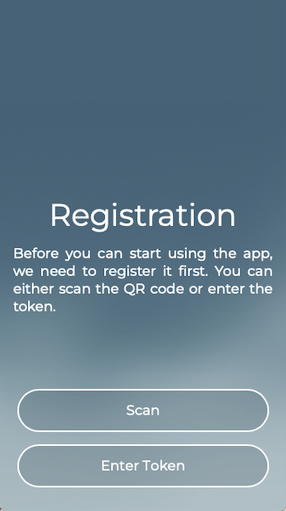 Registration
Before you can start using the app,
we need to register it first. You can
either scan the QR code or enter the
token.
Scan
Enter Token